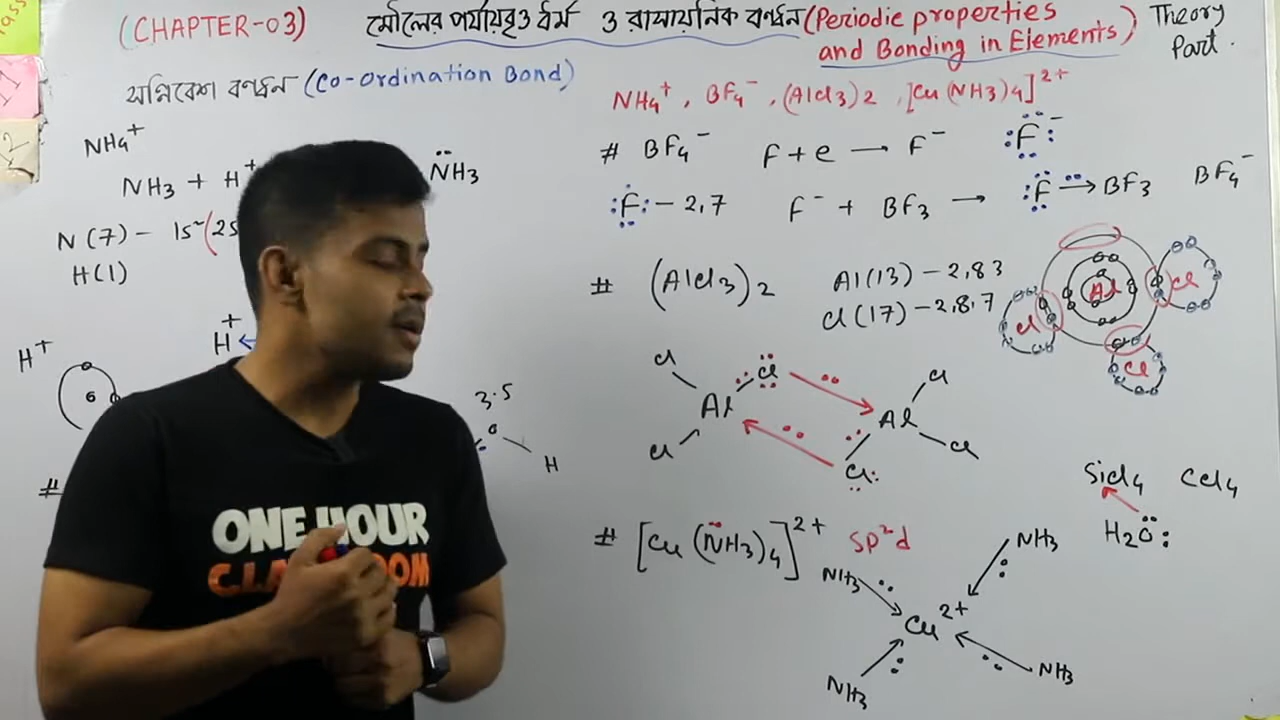 (CHAPTER-03)
মৌলের পর্যায়বৃত্ত ধর্ম ও রাসায়নিক বন্ধন (Periodic properties
and Bonding in Elements)
Theory
Part.
সন্নিবেশ বন্ধন (Co-ordination Bond)
NH4+, BF4-, (AlCl3)2, [Cu(NH3)4]2+
NH4+
NH3 + H+
NH3
N(7) - 1s2 (2s
H(1)
H+
H+
3.5
O
H
#
# BF4-
F + e → F-
F-
F - 2,7
F- + BF3 →
F → BF3
BF4-
# (AlCl3)2
Al(13) - 2,83
Cl(17) - 2,8.7
Al
Cl
Cl
Cl
Cl
Cl
Cl
Al
Al
Cl
Cl
Cl
SiCl4
CCl4
H2O
# [Cu(NH3)4]2+
sp2d
NH3
NH3
Cu2+
NH3
NH3
ONE HOUR